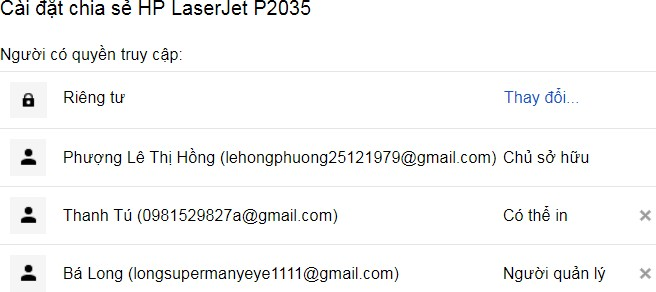 Cài đặt chia sẻ HP LaserJet P2035
Người có quyền truy cập:
Riêng tư Thay đổi...
Phượng Lê Thị Hồng (lehongphuong25121979@gmail.com) Chủ sở hữu
Thanh Tú (0981529827a@gmail.com) Có thể in
Bá Long (longsupermanyeye1111@gmail.com) Người quản lý